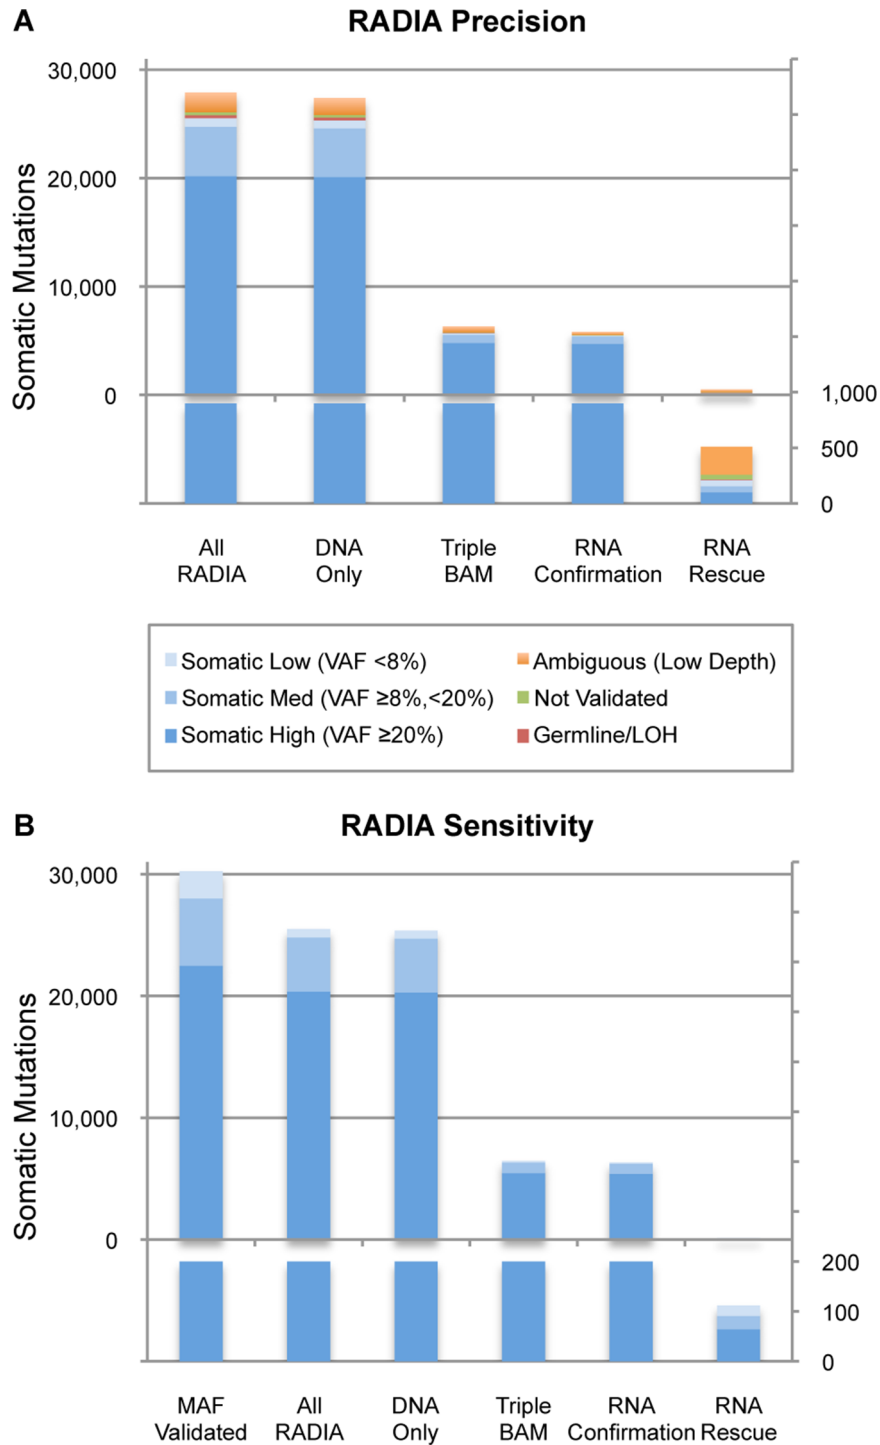 A
RADIA Precision
Somatic Mutations
30,000
20,000
10,000
0
1,000
500
0
All RADIA
DNA Only
Triple BAM
RNA Confirmation
RNA Rescue
Somatic Low (VAF <8%)
Somatic Med (VAF ≥8%,<20%)
Somatic High (VAF ≥20%)
Ambiguous (Low Depth)
Not Validated
Germline/LOH
B
RADIA Sensitivity
Somatic Mutations
30,000
20,000
10,000
0
200
100
0
MAF Validated
All RADIA
DNA Only
Triple BAM
RNA Confirmation
RNA Rescue